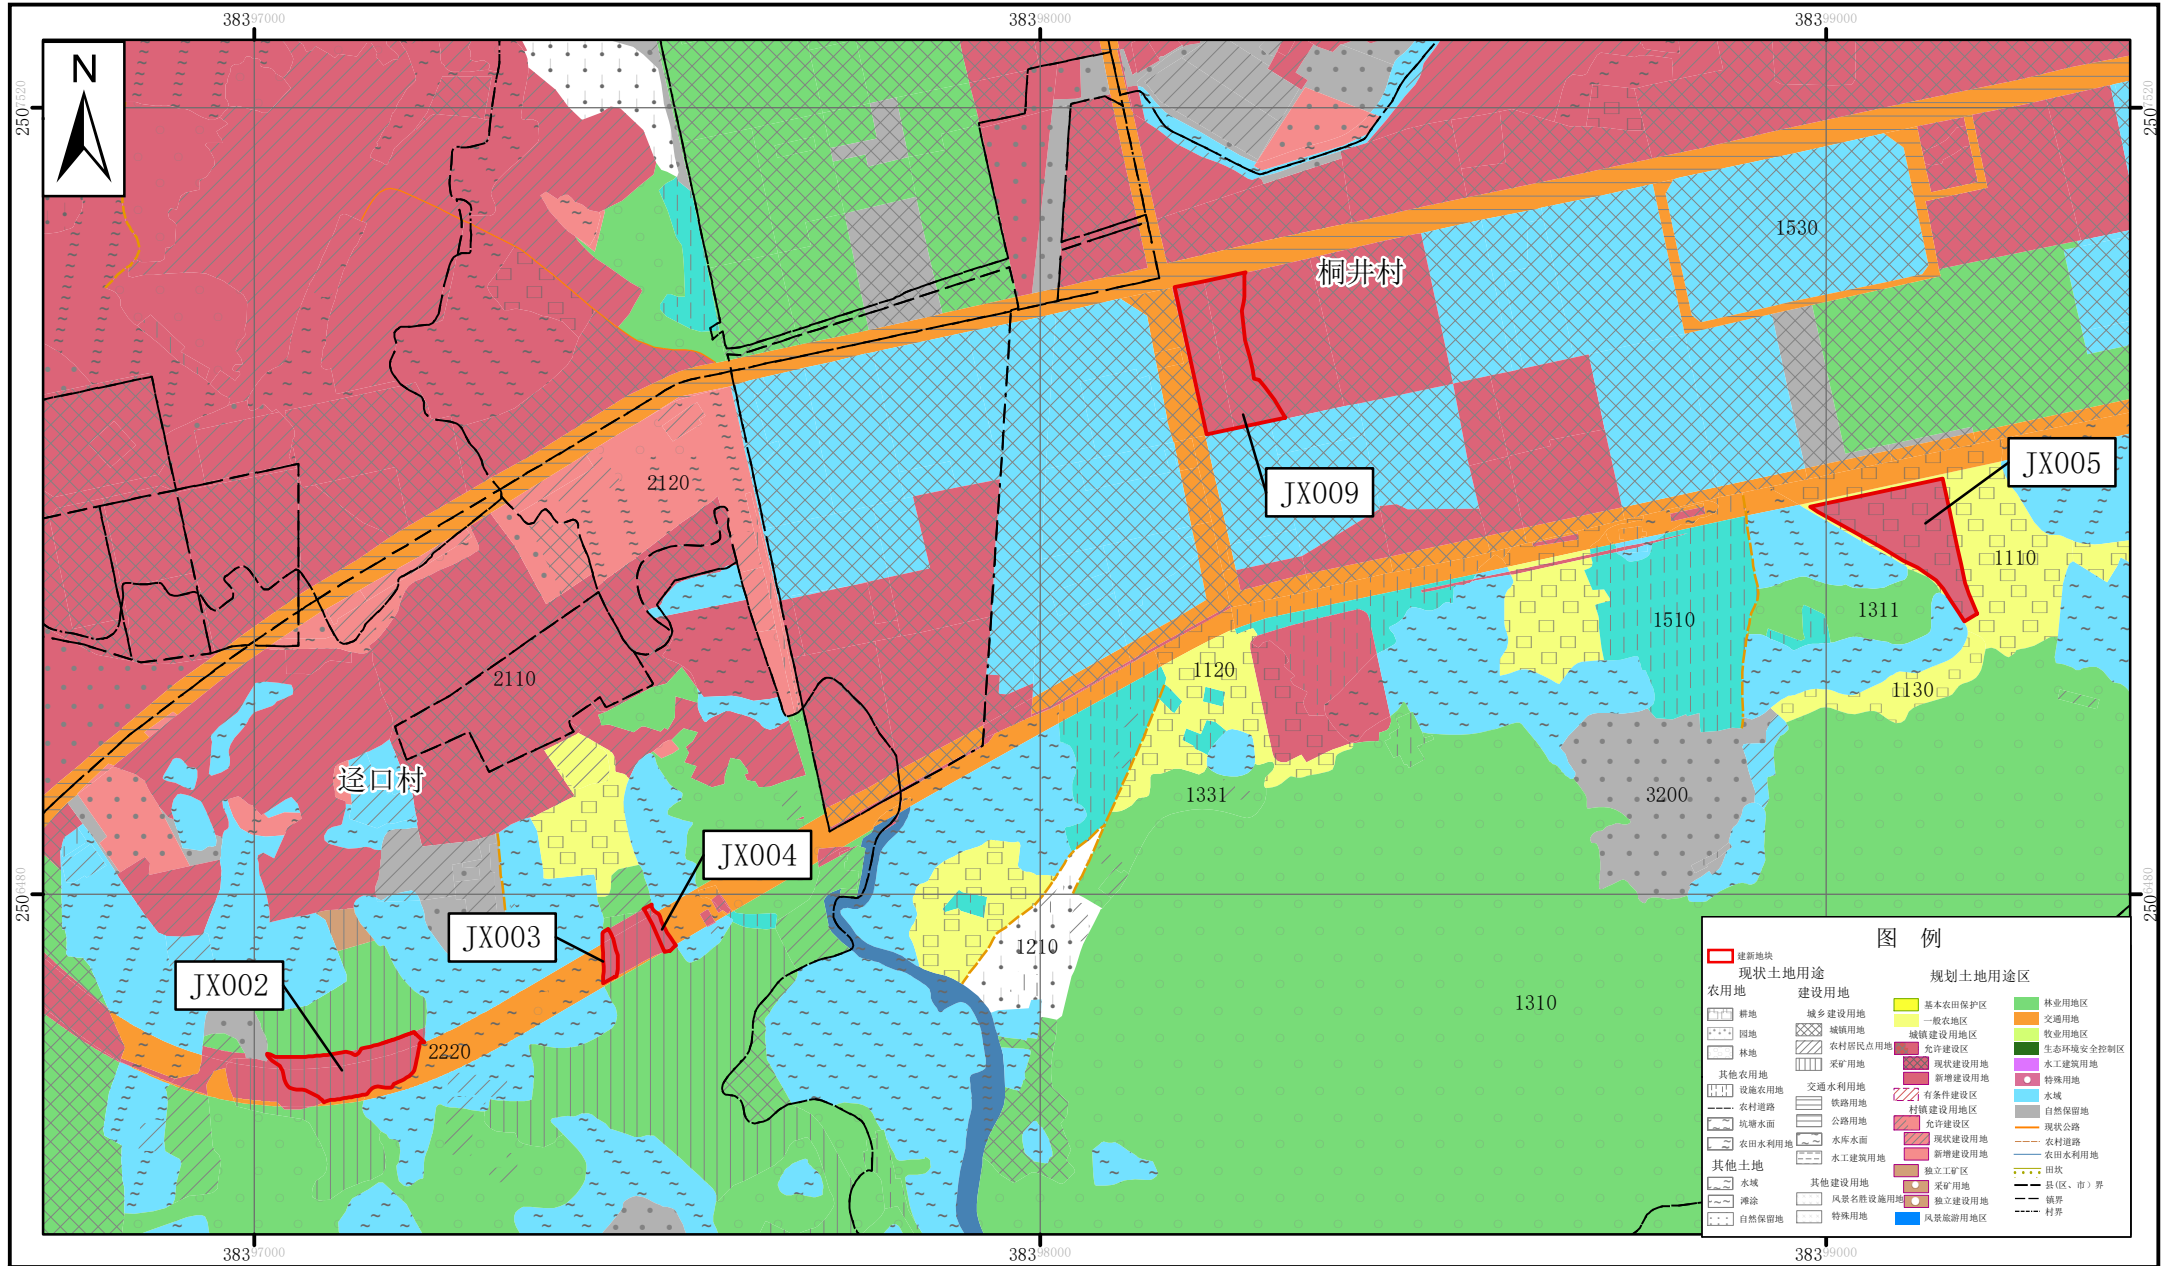 38397000
38398000
38399000
2507520
2507520
N
1530
桐井村
JX009
JX005
2120
1110
1311
1510
2110
1120
1130
迳口村
1331
3200
JX004
JX003
2506480
2506480
1210
JX002
2220
1310
图 例
建新地块
现状土地用途
规划土地用途区
农用地
建设用地
耕地
园地
林地
其他农用地
设施农用地
农村道路
坑塘水面
农田水利用地
其他土地
水域
滩涂
自然保留地
城乡建设用地
城镇用地
农村居民点用地
采矿用地
交通水利用地
铁路用地
公路用地
水库水面
水工建筑用地
其他建设用地
风景名胜设施用地
特殊用地
基本农田保护区
一般农地区
城镇建设用地区
允许建设区
现状建设用地
新增建设用地
有条件建设区
村镇建设用地区
允许建设区
现状建设用地
新增建设用地
独立工矿区
采矿用地
独立建设用地
风景旅游用地区
林业用地区
交通用地
牧业用地区
生态环境安全控制区
水工建筑用地
特殊用地
水域
自然保留地
现状公路
农村道路
农田水利用地
田坎
县(区、市)界
镇界
村界
38397000
38398000
38399000